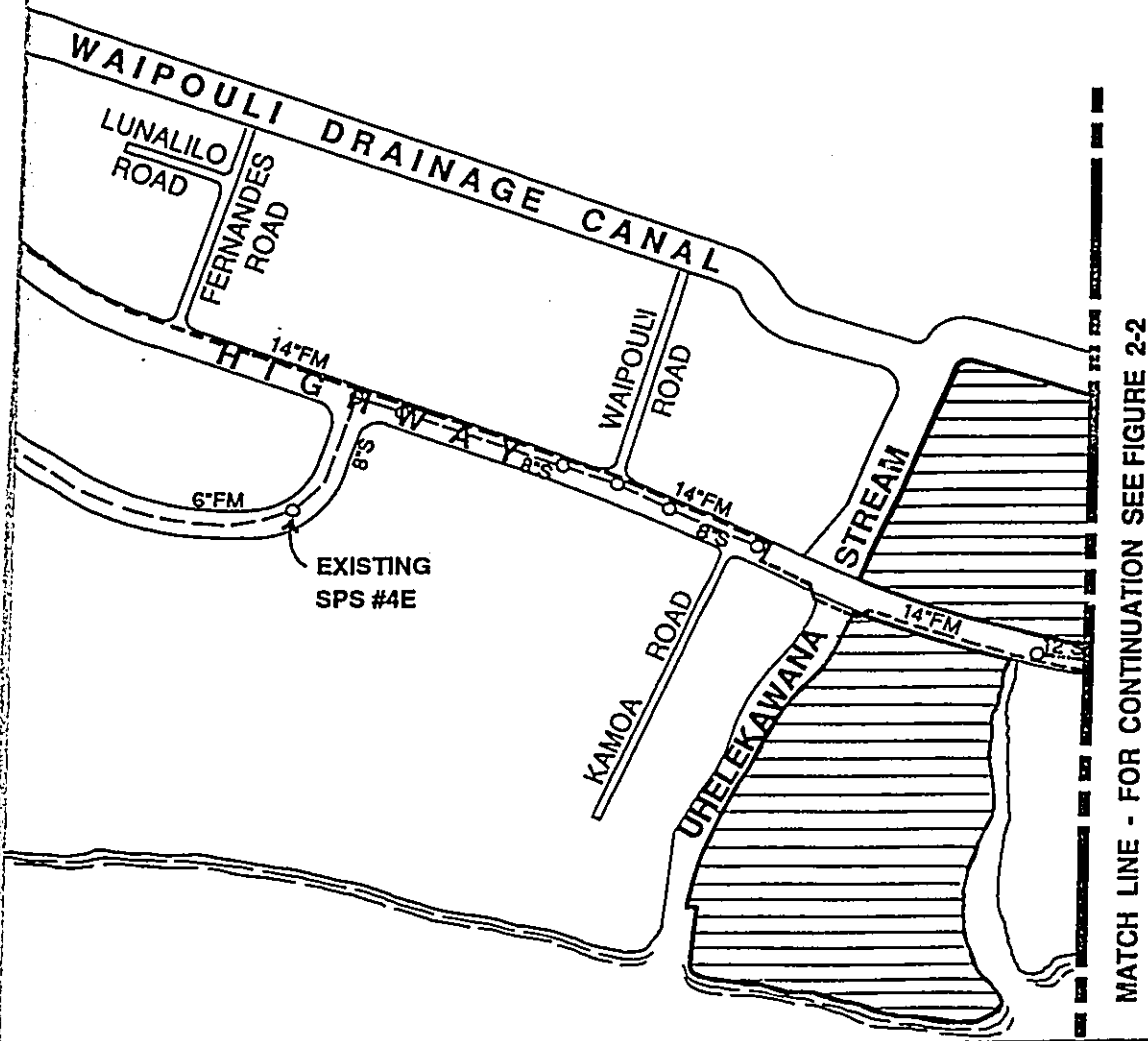 WAIPOULI DRAINAGE CANAL
LUNALILO
ROAD
FERNANDES
ROAD
14"FM
HIGHWAY
8"S
8"S
6"FM
EXISTING
SPS #4E
WAIPOULI
ROAD
14"FM
8"S
KAMOA ROAD
STREAM
UHELEKAWANA
14"FM
MATCH LINE - FOR CONTINUATION SEE FIGURE 2-2